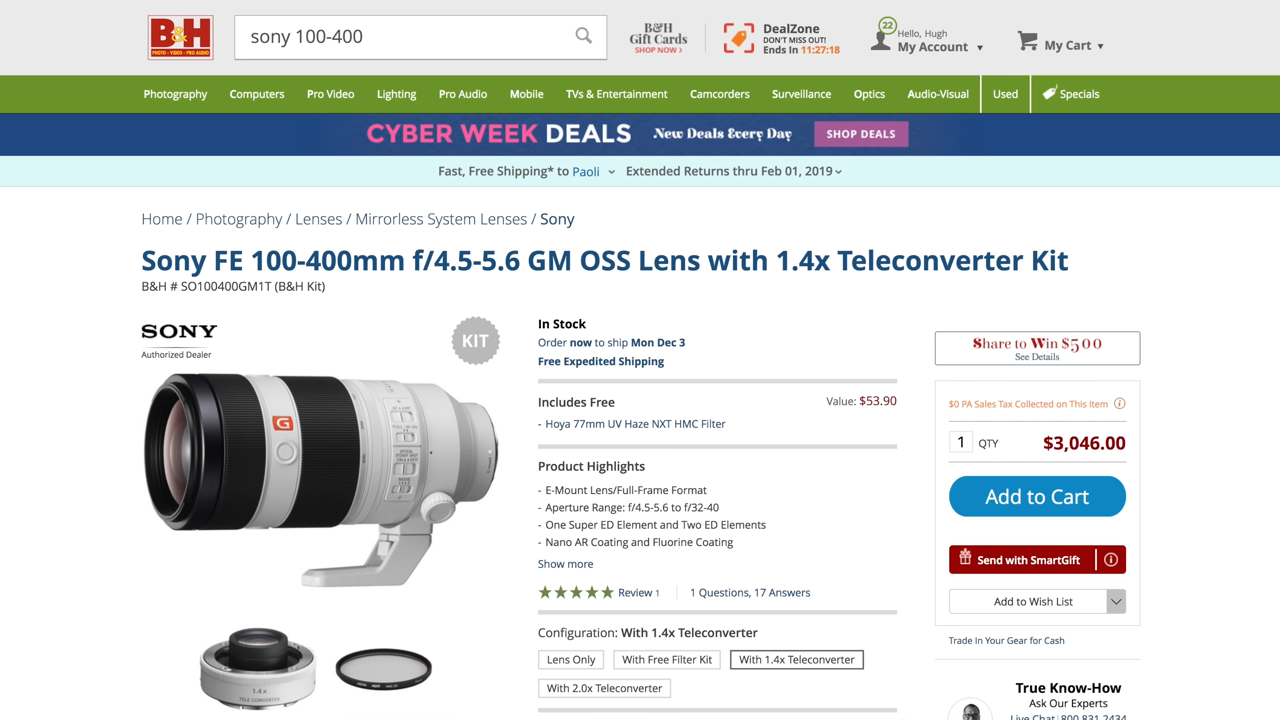 B&H
PHOTO - VIDEO - PRO AUDIO
sony 100-400
B&H
Gift Cards
SHOP NOW >
DealZone
DON'T MISS OUT!
Ends In 11:27:18
22
Hello, Hugh
My Account
My Cart
Photography Computers Pro Video Lighting Pro Audio Mobile TVs & Entertainment Camcorders Surveillance Optics Audio-Visual Used Specials
CYBER WEEK DEALS New Deals Every Day SHOP DEALS
Fast, Free Shipping* to Paoli Extended Returns thru Feb 01, 2019
Home / Photography / Lenses / Mirrorless System Lenses / Sony
Sony FE 100-400mm f/4.5-5.6 GM OSS Lens with 1.4x Teleconverter Kit
B&H # SO100400GM1T (B&H Kit)
SONY
Authorized Dealer
KIT
G
1.4x
TELE CONVERTER
In Stock
Order now to ship Mon Dec 3
Free Expedited Shipping
Includes Free Value: $53.90
- Hoya 77mm UV Haze NXT HMC Filter
Product Highlights
- E-Mount Lens/Full-Frame Format
- Aperture Range: f/4.5-5.6 to f/32-40
- One Super ED Element and Two ED Elements
- Nano AR Coating and Fluorine Coating
Show more
Review 1 1 Questions, 17 Answers
Configuration: With 1.4x Teleconverter
Lens Only With Free Filter Kit With 1.4x Teleconverter
With 2.0x Teleconverter
Share to Win $500
See Details
$0 PA Sales Tax Collected on This Item
1 QTY $3,046.00
Add to Cart
Send with SmartGift
Add to Wish List
Trade In Your Gear for Cash
True Know-How
Ask Our Experts
Live Chat | 800.831.2434